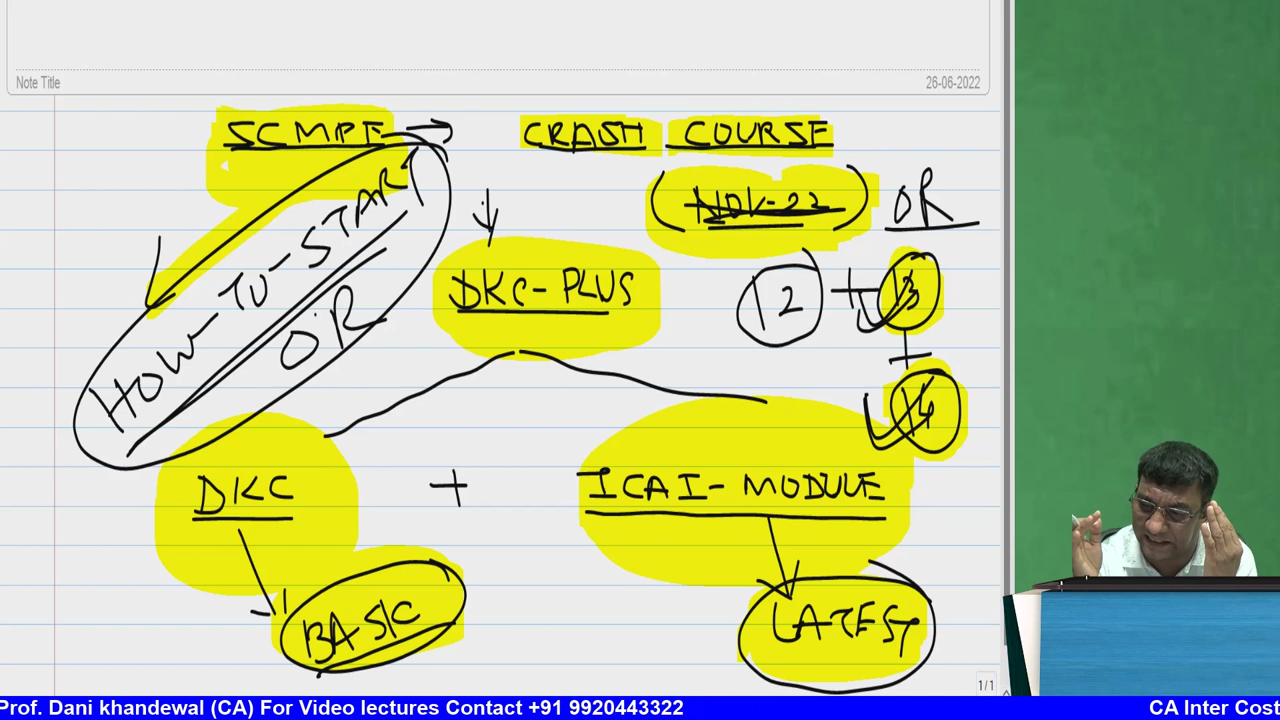 Note Title 26-06-2022
SCMPE → CRASH COURSE
(NOV-22) OR
HOW-TO-START
OR
DKC-PLUS
12 + 13
+
14
DKC + ICAI-MODULE
BASIC LATEST
1/1
Prof. Dani khandewal (CA) For Video lectures Contact +91 9920443322 CA Inter Cost